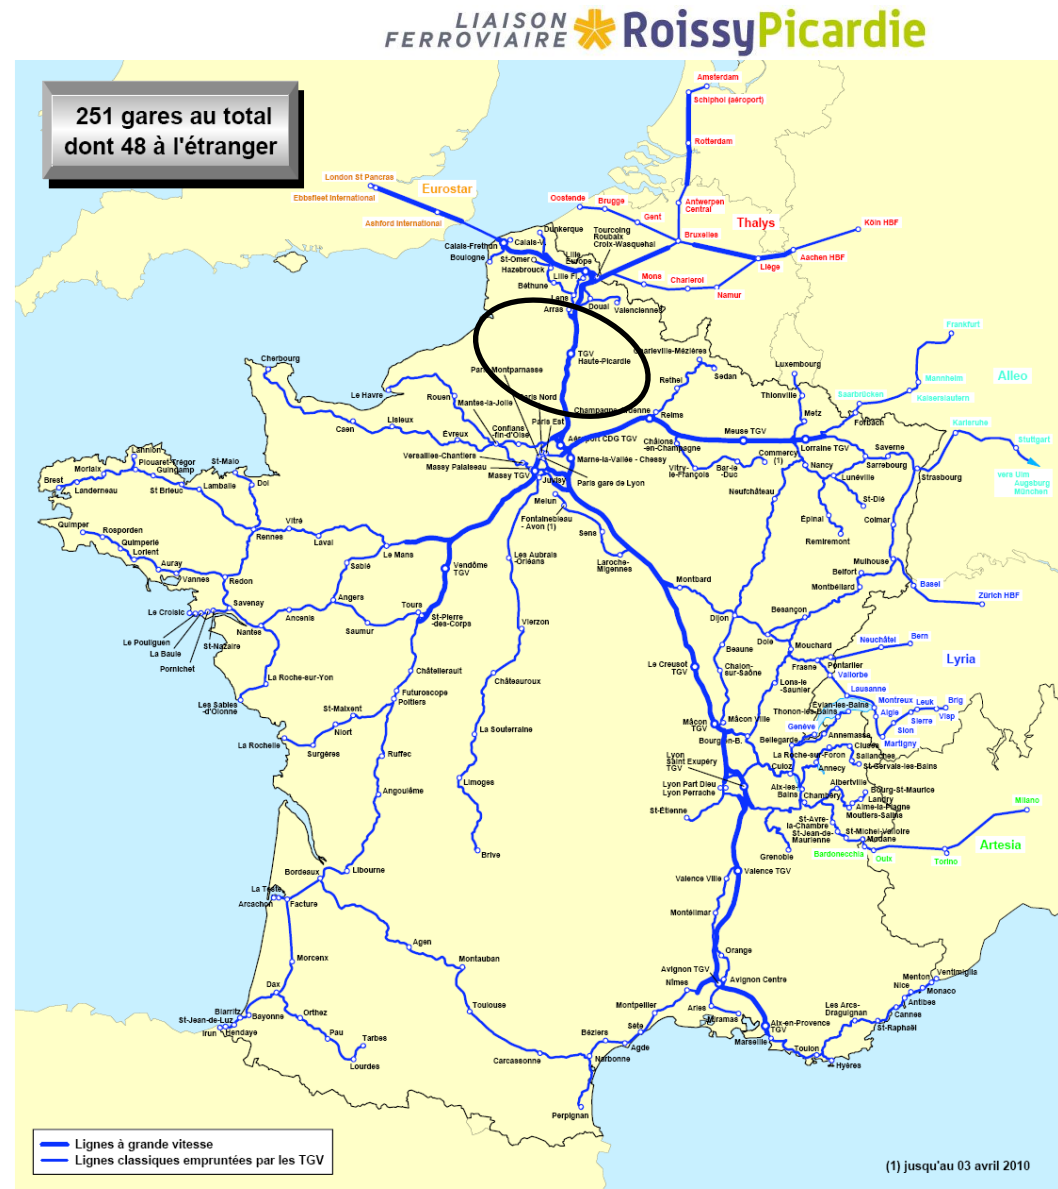 LIAISON
FERROVIAIRE
RoissyPicardie
251 gares au total
dont 48 à l'étranger
Amsterdam
Schiphol (aéroport)
Rotterdam
London St Pancras
Ebbsfleet International
Eurostar
Ashford International
Oostende
Brugge
Gent
Antwerpen
Central
Thalys
Köln HBF
Bruxelles
Aachen HBF
Liège
Mons
Charleroi
Namur
Dunkerque
Tourcoing
Roubaix
Croix-Wasquehal
Calais-V.
Calais-Frethun
Boulogne
St-Omer
Hazebrouck
Lille
Europe
Lille Fl.
Béthune
Lens
Arras
Douai
Valenciennes
TGV
Haute-Picardie
Charleville-Mézières
Sedan
Rethel
Luxembourg
Thionville
Metz
Frankfurt
Mannheim
Kaiserslautern
Saarbrücken
Alleo
Forbach
Karlsruhe
Stuttgart
vers Ulm
Augsburg
München
Cherbourg
Le Havre
Rouen
Lisieux
Caen
Évreux
Paris Montparnasse
Mantes-la-Jolie
Paris Nord
Conflans
-fin-d'Oise
Paris Est
Versailles-Chantiers
Massy Palaiseau
Massy TGV
Juvisy
Aéroport CDG TGV
Marne-la-Vallée - Chessy
Paris gare de Lyon
Melun
Fontainebleau
- Avon (1)
Champagne-Ardenne
Reims
Châlons
-en-Champagne
Vitry-
le-François
Bar-le
-Duc
Meuse TGV
Commercy
(1)
Lorraine TGV
Nancy
Lunéville
Saverne
Sarrebourg
Strasbourg
Neufchâteau
St-Dié
Épinal
Remiremont
Colmar
Mulhouse
Belfort
Montbéliard
Basel
Zürich HBF
Lannion
Plouaret-Trégor
Guingamp
Morlaix
Brest
Landerneau
St-Brieuc
Lamballe
St-Malo
Dol
Quimper
Rosporden
Quimperlé
Lorient
Auray
Vannes
Rennes
Vitré
Laval
Le Mans
Sablé
Angers
Ancenis
Saumur
Redon
Savenay
Nantes
Le Croisic
Le Pouliguen
La Baule
Pornichet
St-Nazaire
Vendôme
TGV
Tours
St-Pierre
-des-Corps
Les Aubrais
-Orléans
Sens
Laroche-
Migennes
Montbard
Dijon
Besançon
Dole
Vierzon
Châteauroux
La Souterraine
Limoges
Brive
Châtellerault
Futuroscope
Poitiers
La Roche-sur-Yon
Les Sables
-d'Olonne
St-Maixent
Niort
La Rochelle
Surgères
Ruffec
Angoulême
Libourne
Bordeaux
Le Creusot
TGV
Beaune
Chalon-
sur-Saône
Mouchard
Frasne
Lons-le
-Saunier
Neuchâtel
Bern
Pontarlier
Vallorbe
Lyria
Lausanne
Évian-les-Bains
Thonon-les-Bains
Montreux
Aigle
Leuk
Brig
Visp
Sierre
Sion
Martigny
Genève
Annemasse
Bellegarde
Cluses
La Roche-sur-Foron
Sallanches
St-Gervais-les-Bains
Annecy
Mâcon
TGV
Mâcon Ville
Bourg-en-B.
Culoz
Lyon
Saint Exupéry
TGV
Lyon Part Dieu
Lyon Perrache
St-Étienne
Aix-les-
Bains
Chambéry
Albertville
Bourg-St-Maurice
Landry
Aime-la-Plagne
Moutiers-Salins
St-Avre-
la-Chambre
St-Jean-de-
Maurienne
St-Michel-Valloire
Modane
Bardonecchia
Oulx
Torino
Milano
Artesia
Grenoble
Valence Ville
Valence TGV
Montélimar
Orange
Avignon TGV
Avignon Centre
Nîmes
Montpellier
Arles
Miramas
Aix-en-Provence
TGV
Marseille
Toulon
Hyères
Les Arcs-
Draguignan
St-Raphaël
Cannes
Antibes
Nice
Monaco
Menton
Ventimiglia
La Teste
Arcachon
Facture
Morcenx
Dax
Biarritz
St-Jean-de-Luz
Bayonne
Irun
Hendaye
Orthez
Pau
Tarbes
Lourdes
Agen
Montauban
Toulouse
Carcassonne
Narbonne
Béziers
Agde
Sète
Perpignan
Lignes à grande vitesse
Lignes classiques empruntées par les TGV
(1) jusqu'au 03 avril 2010